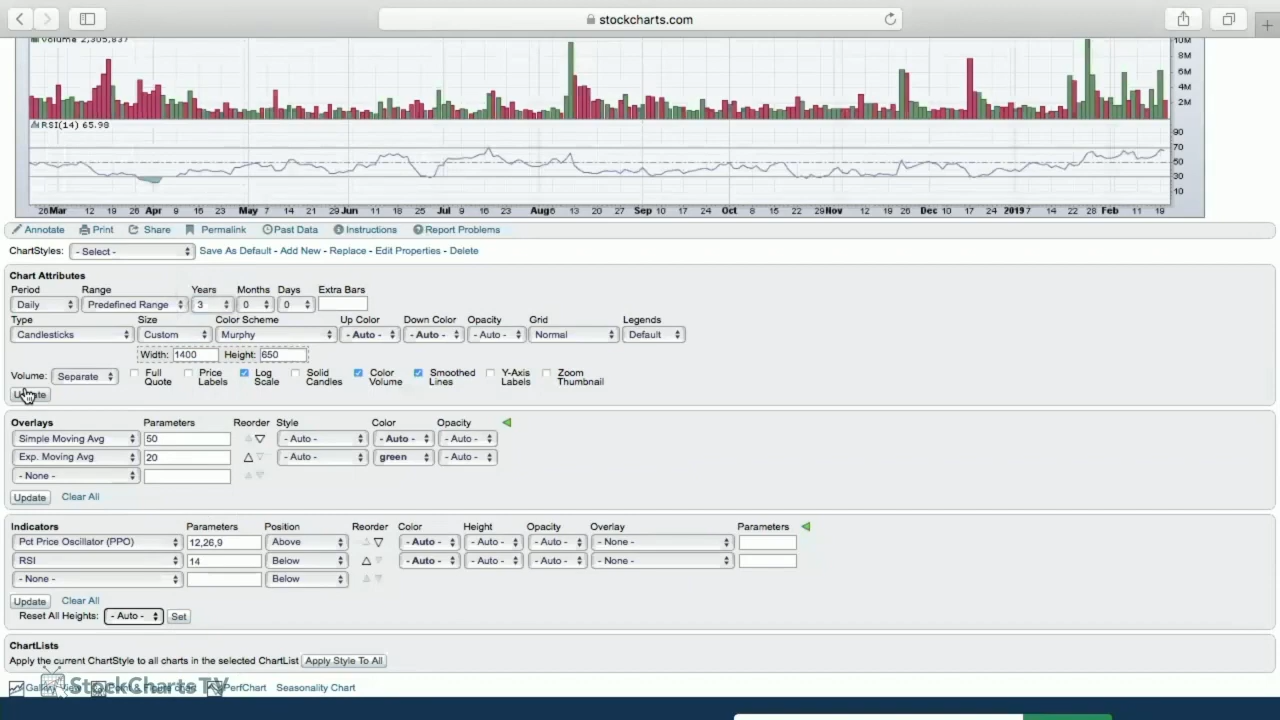 stockcharts.com
Volume 2,305,837
10M
8M
6M
4M
2M
RSI(14) 65.98
90
70
50
30
10
26 Mar 12 19 26 Apr 9 16 23 May 7 14 21 29 Jun 11 18 25 Jul 9 16 23 Aug 6 13 20 27 Sep 10 17 24 Oct 8 15 22 29 Nov 12 19 26 Dec 10 17 24 2019 7 14 22 28 Feb 11 19
Annotate Print Share Permalink Past Data Instructions Report Problems
ChartStyles: - Select - Save As Default - Add New - Replace - Edit Properties - Delete
Chart Attributes
Period Range Years Months Days Extra Bars
Daily Predefined Range 3 0 0
Type Size Color Scheme Up Color Down Color Opacity Grid Legends
Candlesticks Custom Murphy - Auto - - Auto - - Auto - Normal Default
Width: 1400 Height: 650
Volume: Separate Full Quote Price Labels Log Scale Solid Candles Color Volume Smoothed Lines Y-Axis Labels Zoom Thumbnail
Update
Overlays Parameters Reorder Style Color Opacity
Simple Moving Avg 50 - Auto - - Auto - - Auto -
Exp. Moving Avg 20 - Auto - green - Auto -
- None -
Update Clear All
Indicators Parameters Position Reorder Color Height Opacity Overlay Parameters
Pct Price Oscillator (PPO) 12,26,9 Above - Auto - - Auto - - Auto - - None -
RSI 14 Below - Auto - - Auto - - Auto - - None -
- None - Below
Update Clear All
Reset All Heights: - Auto - Set
ChartLists
Apply the current ChartStyle to all charts in the selected ChartList Apply Style To All
StockChartsTV
PerfChart Seasonality Chart